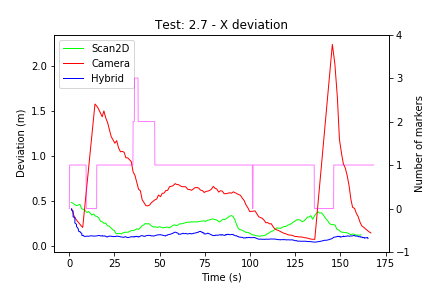 Test: 2.7 - X deviation
Scan2D
Camera
Hybrid
Deviation (m)
2.0
1.5
1.0
0.5
0.0
Number of markers
4
3
2
1
0
−1
0 25 50 75 100 125 150 175
Time (s)